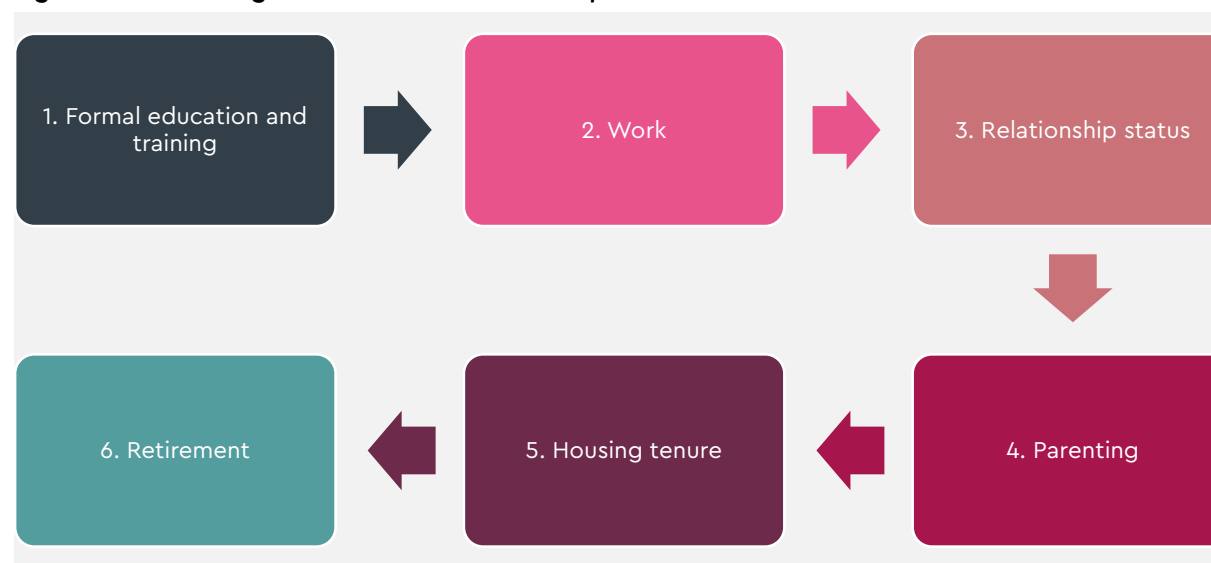 1. Formal education and
training
2. Work
3. Relationship status
4. Parenting
5. Housing tenure
6. Retirement